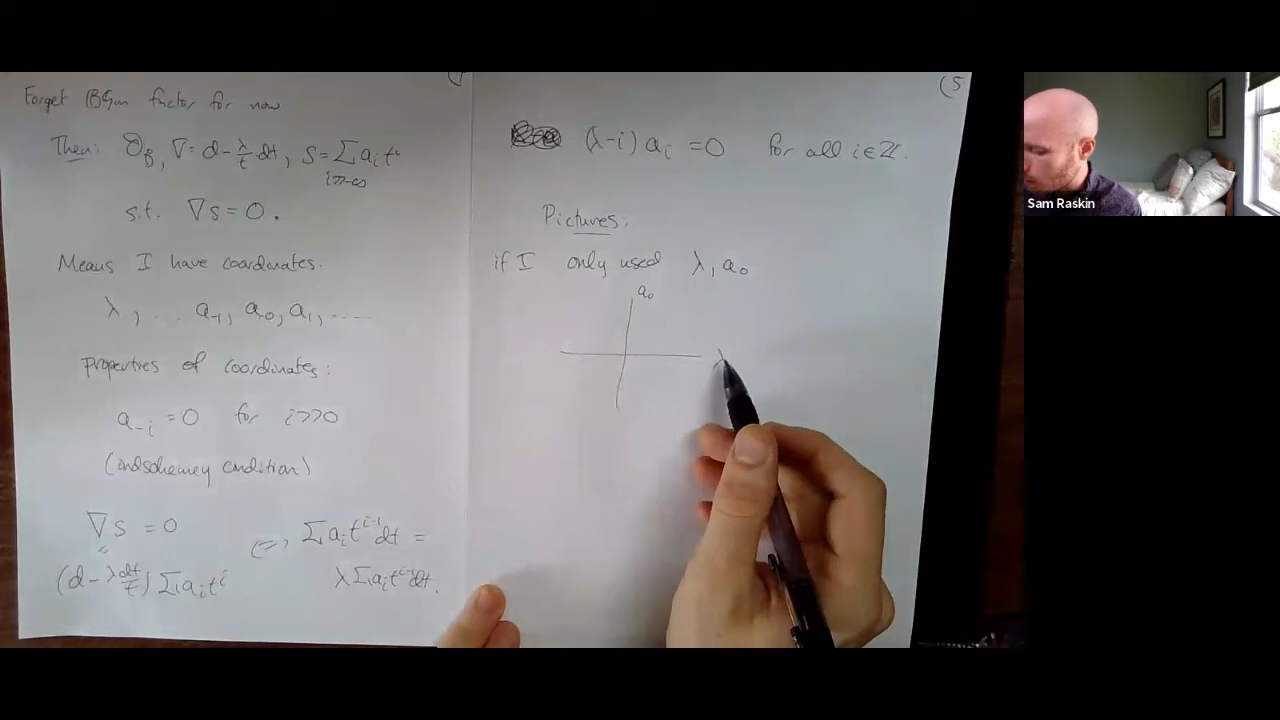 Forget BGm factor for now
Then: O_D°, ∇ = d - λ/t dt, s = Σ a_i t^i
i>>-∞
s.t. ∇s = 0.
Means I have coordinates:
λ, ... a_-1, a_0, a_1, ....
Properties of coordinates:
a_-i = 0 for i>>0
(indschemey condition)
∇s = 0 ⟺ Σ a_i t^{i-1} dt =
(d - λ dt/t) Σ a_i t^i λ Σ a_i t^{i-1} dt.
(5
(λ-i) a_i = 0 for all i ∈ ℤ.
Pictures:
if I only used λ, a_0
a_0
λ
Sam Raskin